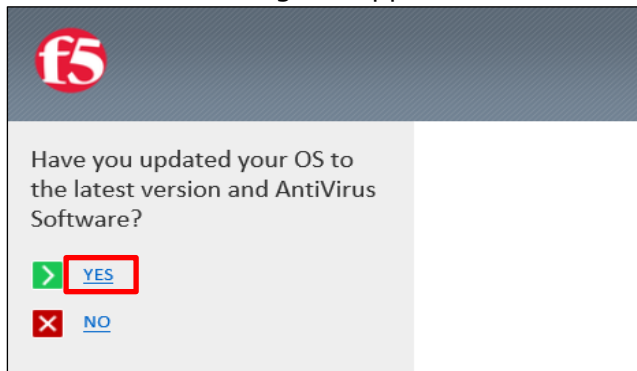 f5
Have you updated your OS to
the latest version and AntiVirus
Software?
YES
NO